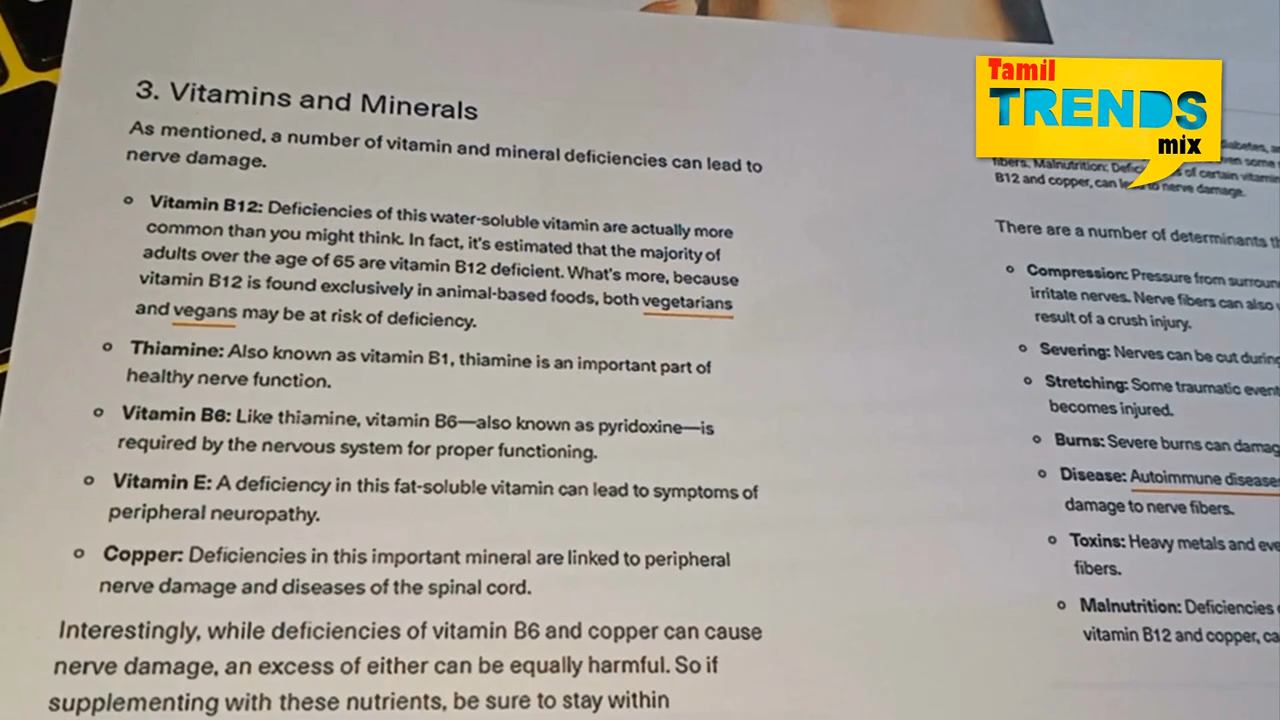 3. Vitamins and Minerals
As mentioned, a number of vitamin and mineral deficiencies can lead to
nerve damage.
Vitamin B12: Deficiencies of this water-soluble vitamin are actually more
common than you might think. In fact, it's estimated that the majority of
adults over the age of 65 are vitamin B12 deficient. What's more, because
vitamin B12 is found exclusively in animal-based foods, both vegetarians
and vegans may be at risk of deficiency.
Thiamine: Also known as vitamin B1, thiamine is an important part of
healthy nerve function.
Vitamin B6: Like thiamine, vitamin B6—also known as pyridoxine—is
required by the nervous system for proper functioning.
Vitamin E: A deficiency in this fat-soluble vitamin can lead to symptoms of
peripheral neuropathy.
Copper: Deficiencies in this important mineral are linked to peripheral
nerve damage and diseases of the spinal cord.
Interestingly, while deficiencies of vitamin B6 and copper can cause
nerve damage, an excess of either can be equally harmful. So if
supplementing with these nutrients, be sure to stay within
Tamil
TRENDS
mix
diabetes,
some
fibers. Malnutrition: of certain
B12 and copper, can to nerve damage.
There are a number of determinants
Compression: Pressure from
irritate nerves. Nerve fibers can also
result of a crush injury.
Severing: Nerves can be cut during
Stretching: Some traumatic
becomes injured.
Burns: Severe burns can
Disease: Autoimmune
damage to nerve fibers.
Toxins: Heavy metals and
fibers.
Malnutrition: Deficiencies
vitamin B12 and copper,